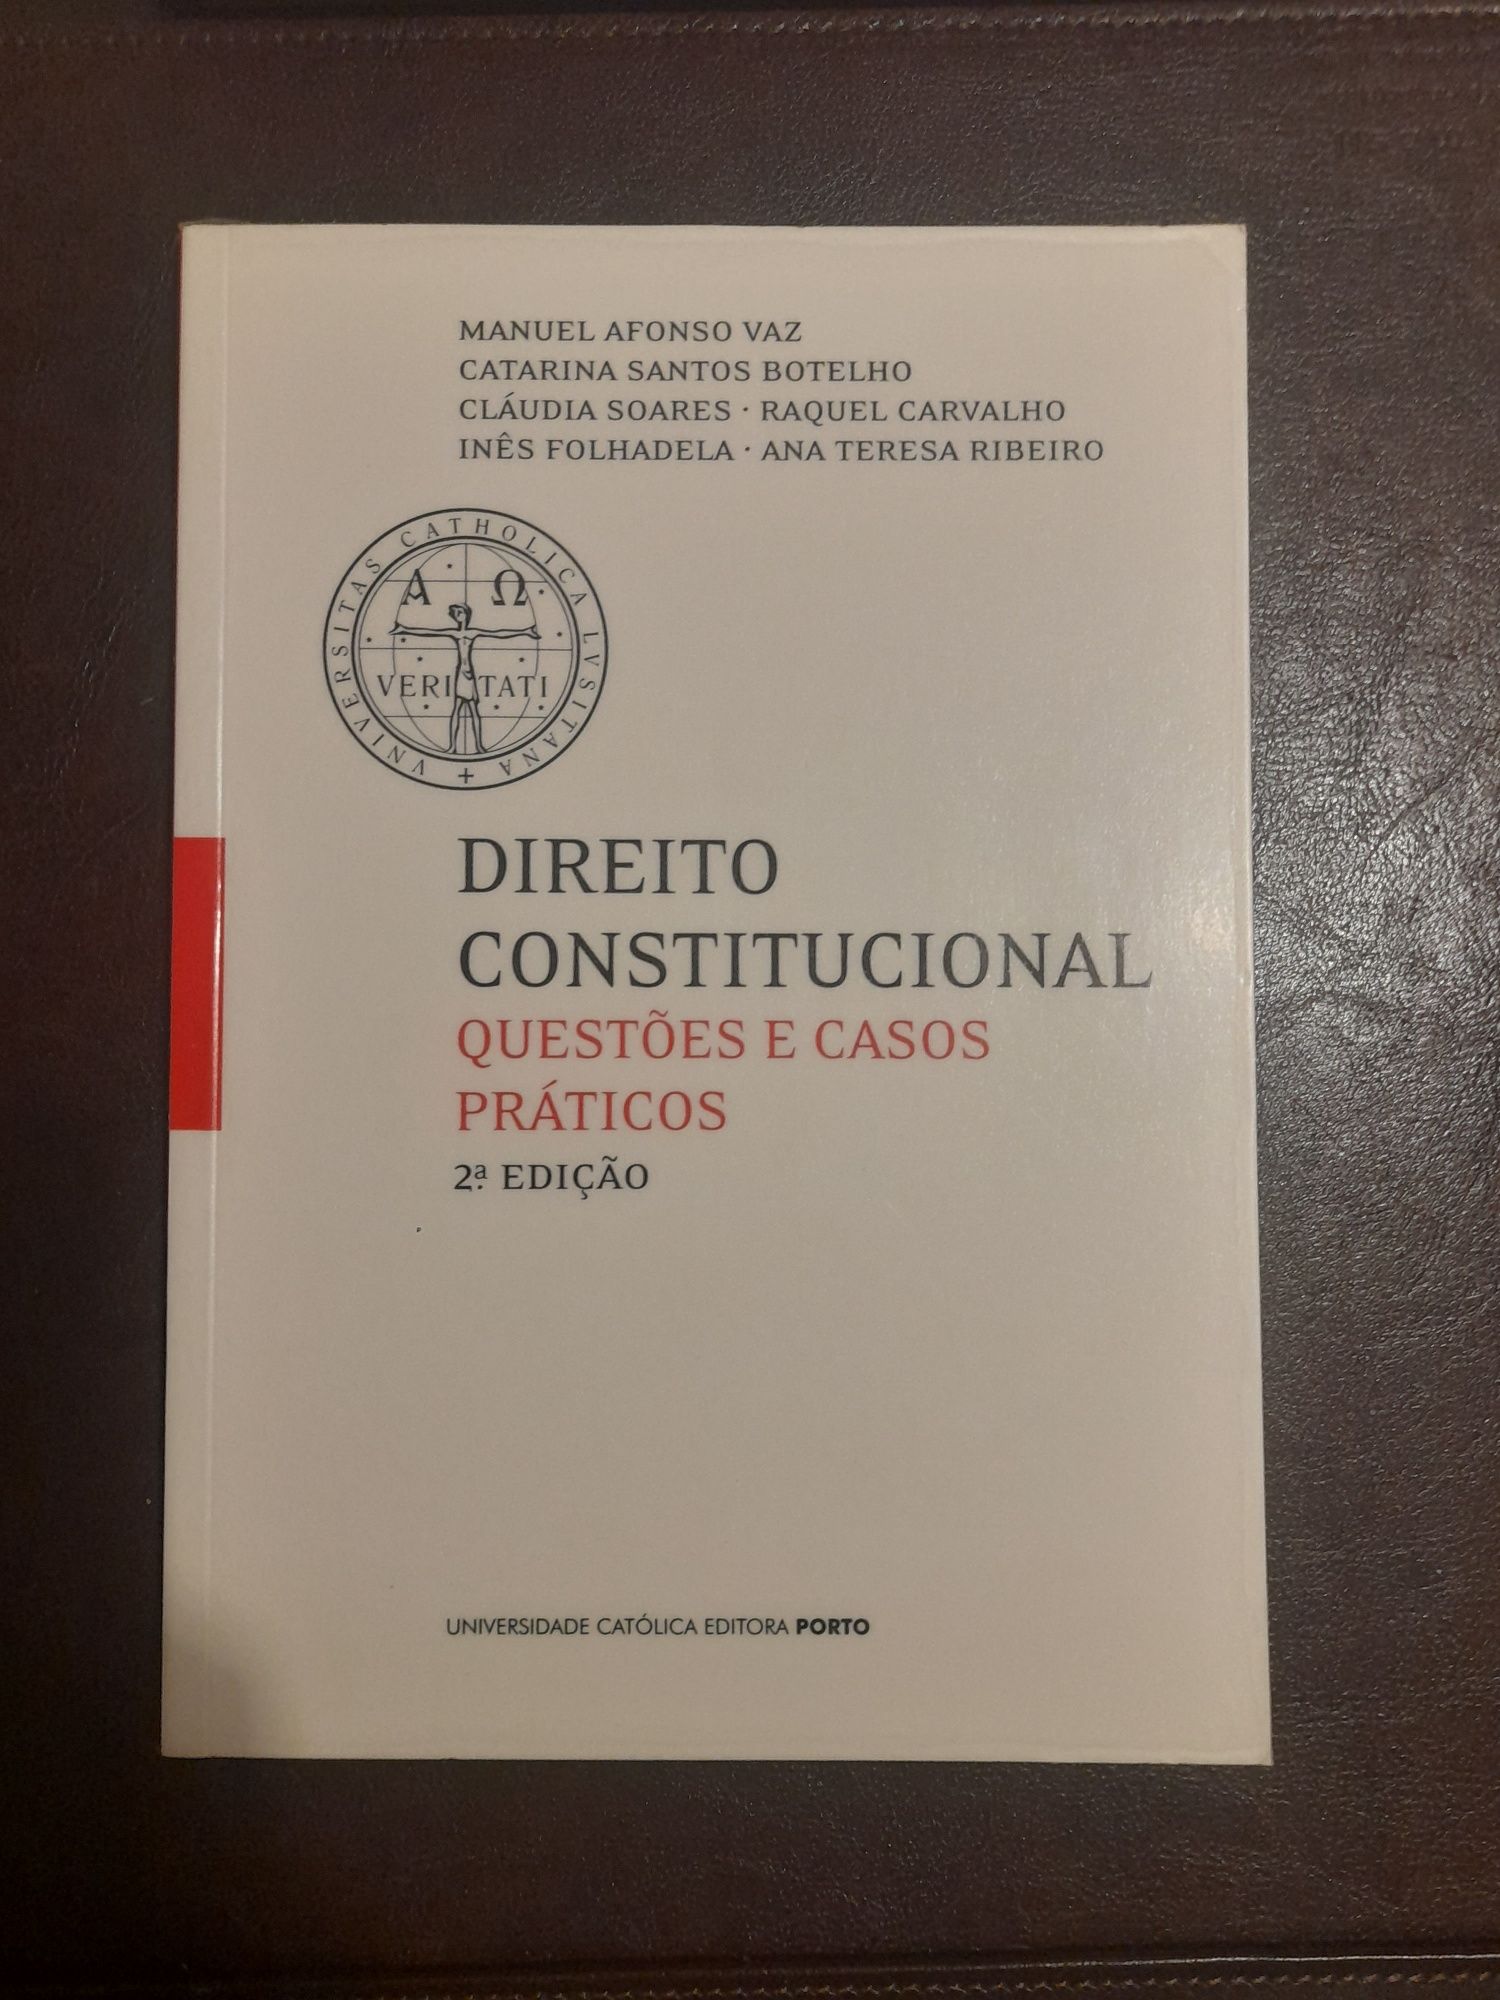 MANUEL AFONSO VAZ
CATARINA SANTOS BOTELHO
CLÁUDIA SOARES · RAQUEL CARVALHO
INÊS FOLHADELA · ANA TERESA RIBEIRO
VNIVERSITAS CATHOLICA LVSITANA +
Α Ω
VERITATI
DIREITO
CONSTITUCIONAL
QUESTÕES E CASOS
PRÁTICOS
2.ª EDIÇÃO
UNIVERSIDADE CATÓLICA EDITORA PORTO